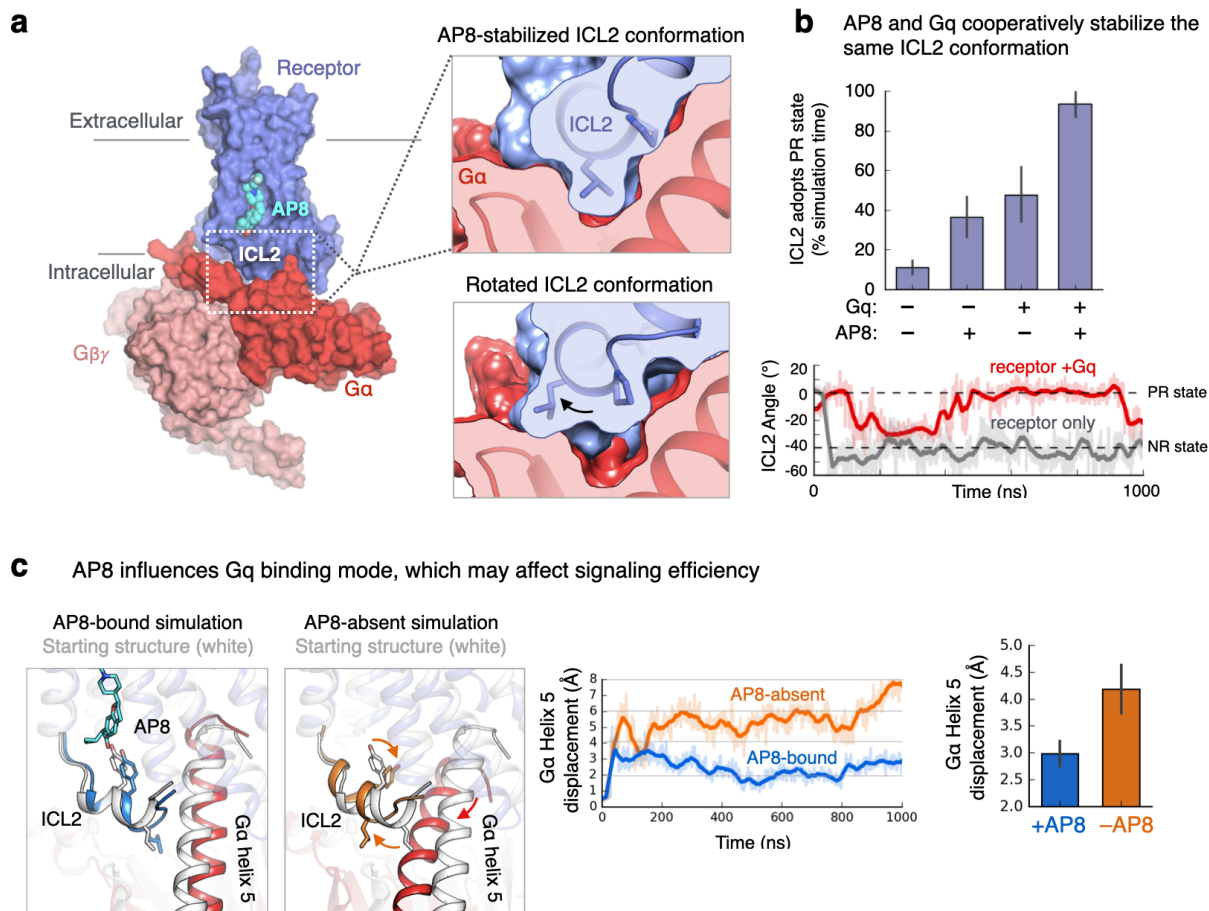 a
Receptor
Extracellular
AP8
ICL2
Intracellular
Gβγ
Gα
AP8-stabilized ICL2 conformation
ICL2
Gα
Rotated ICL2 conformation
b AP8 and Gq cooperatively stabilize the
same ICL2 conformation
ICL2 adopts PR state
(% simulation time)
100
80
60
40
20
0
Gq: − − + +
AP8: − + − +
ICL2 Angle (°)
20
0
-20
-40
-60
receptor +Gq
receptor only
PR state
NR state
0 Time (ns) 1000
c AP8 influences Gq binding mode, which may affect signaling efficiency
AP8-bound simulation
Starting structure (white)
AP8
ICL2
Gα helix 5
AP8-absent simulation
Starting structure (white)
ICL2
Gα helix 5
Gα Helix 5
displacement (Å)
8
7
6
5
4
3
2
1
0
AP8-absent
AP8-bound
0 200 400 600 800 1000
Time (ns)
Gα Helix 5
displacement (Å)
5.0
4.5
4.0
3.5
3.0
2.5
2.0
+AP8 −AP8